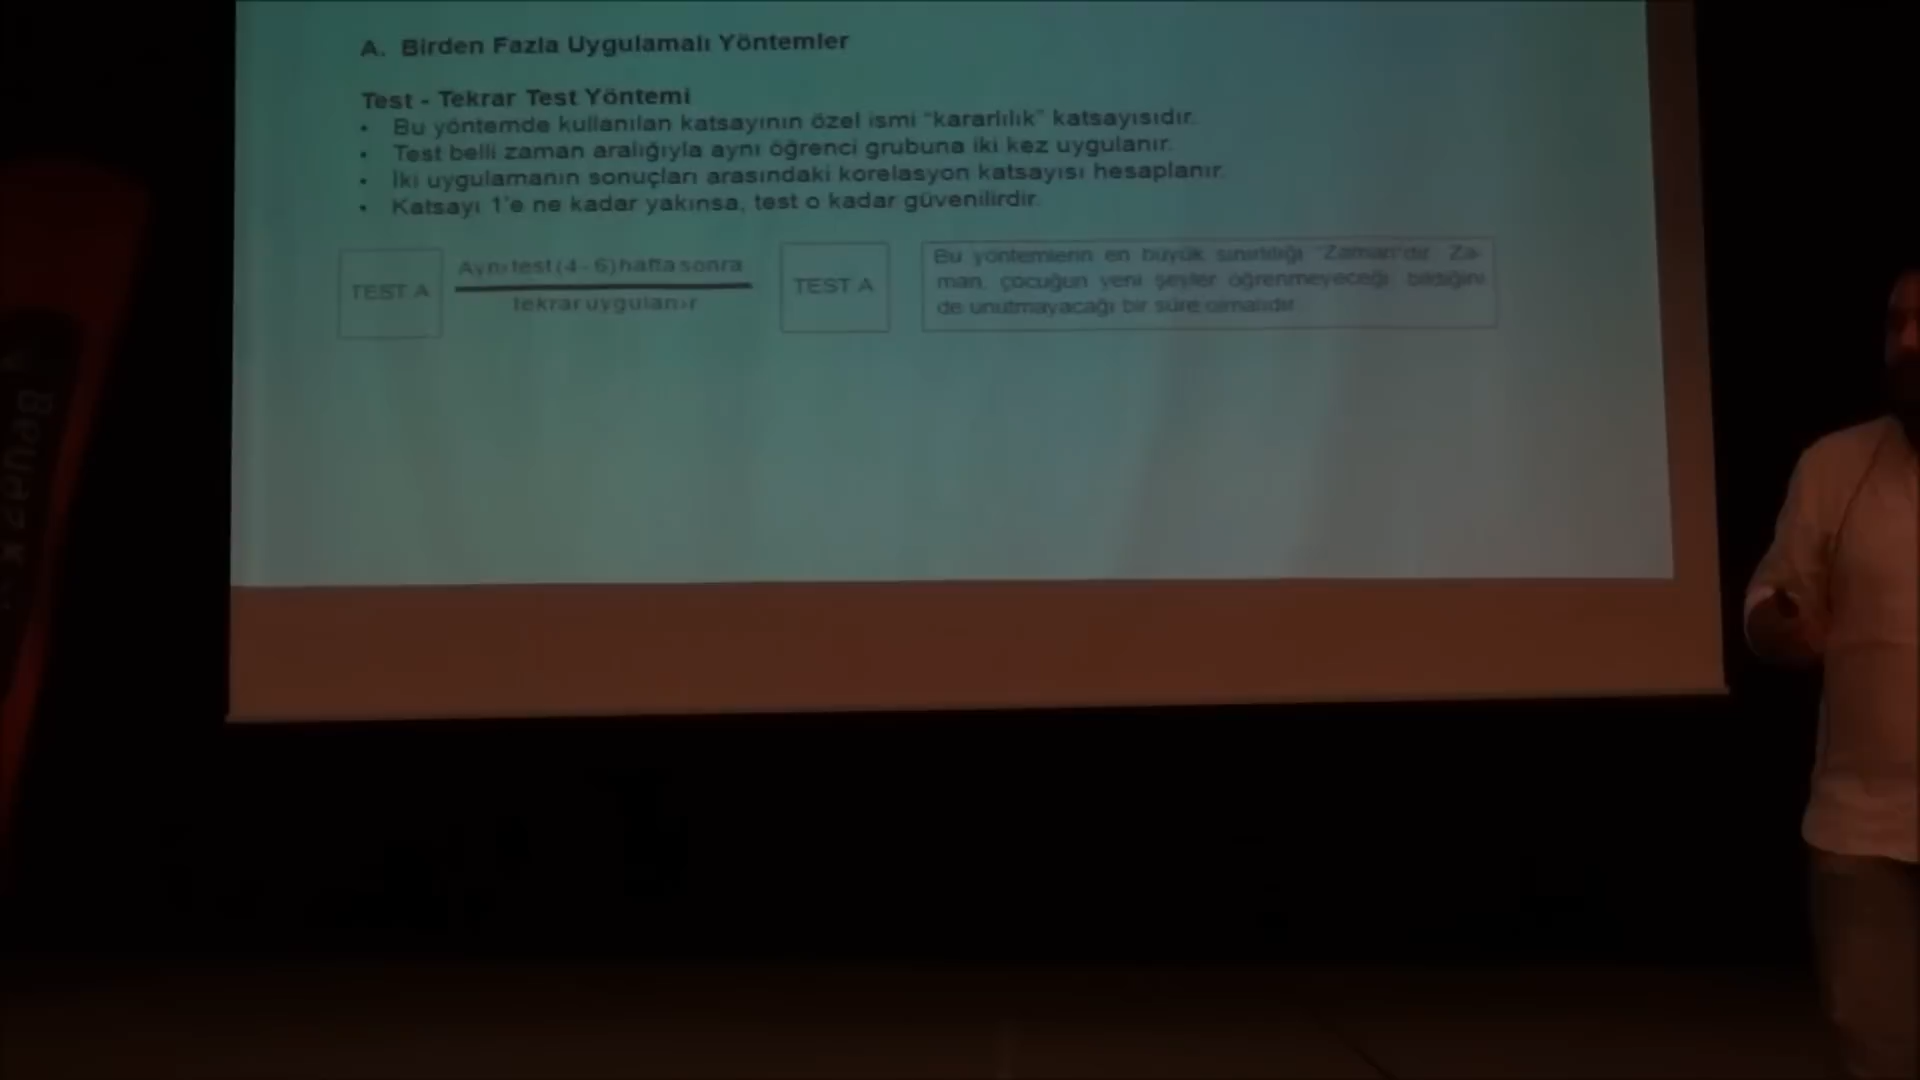 A. Birden Fazla Uygulamalı Yöntemler
Test - Tekrar Test Yöntemi
• Bu yöntemde kullanılan katsayının özel ismi "kararlılık" katsayısıdır.
• Test belli zaman aralığıyla aynı öğrenci grubuna iki kez uygulanır.
• İki uygulamanın sonuçları arasındaki korelasyon katsayısı hesaplanır.
• Katsayı 1'e ne kadar yakınsa, test o kadar güvenilirdir.
TEST A
Aynı test (4 - 6) hafta sonra
tekrar uygulanır
TEST A
Bu yöntemlerin en büyük sınırlılığı "Zaman"dır. Za-
man, çocuğun yeni şeyler öğrenmeyeceği, bildiğini
de unutmayacağı bir süre olmalıdır.